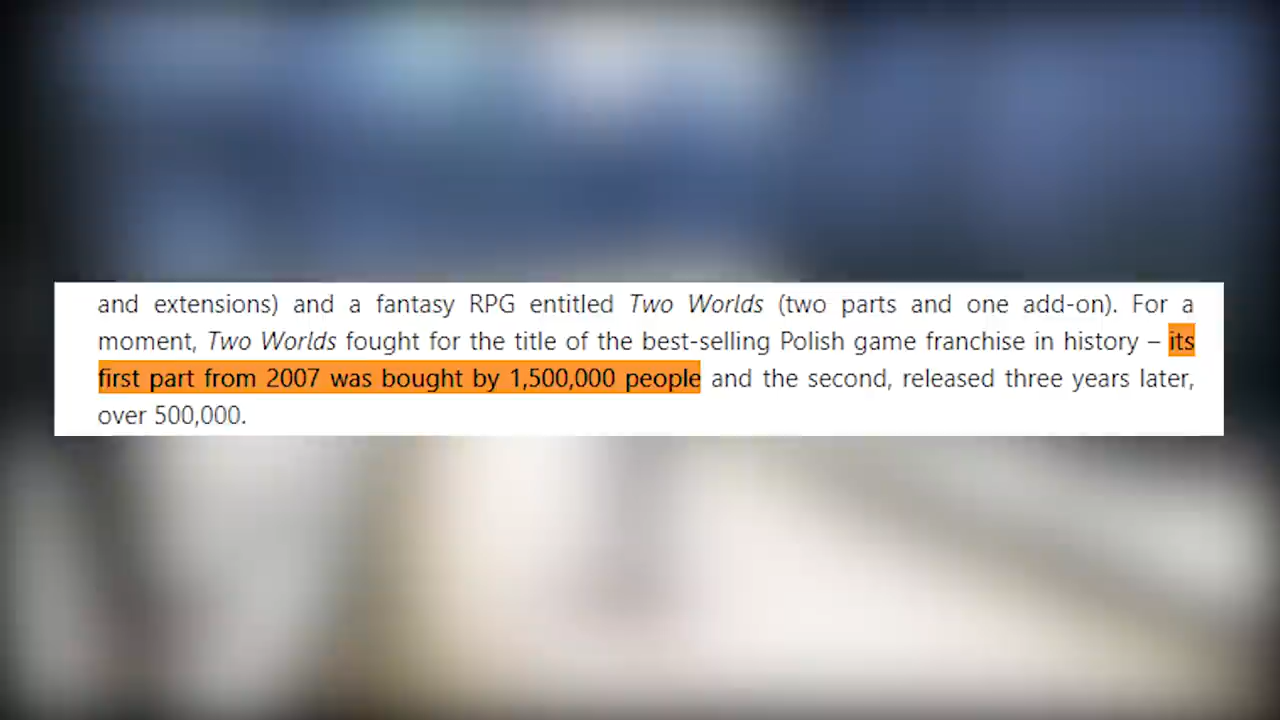 and extensions) and a fantasy RPG entitled Two Worlds (two parts and one add-on). For a
moment, Two Worlds fought for the title of the best-selling Polish game franchise in history – its
first part from 2007 was bought by 1,500,000 people and the second, released three years later,
over 500,000.